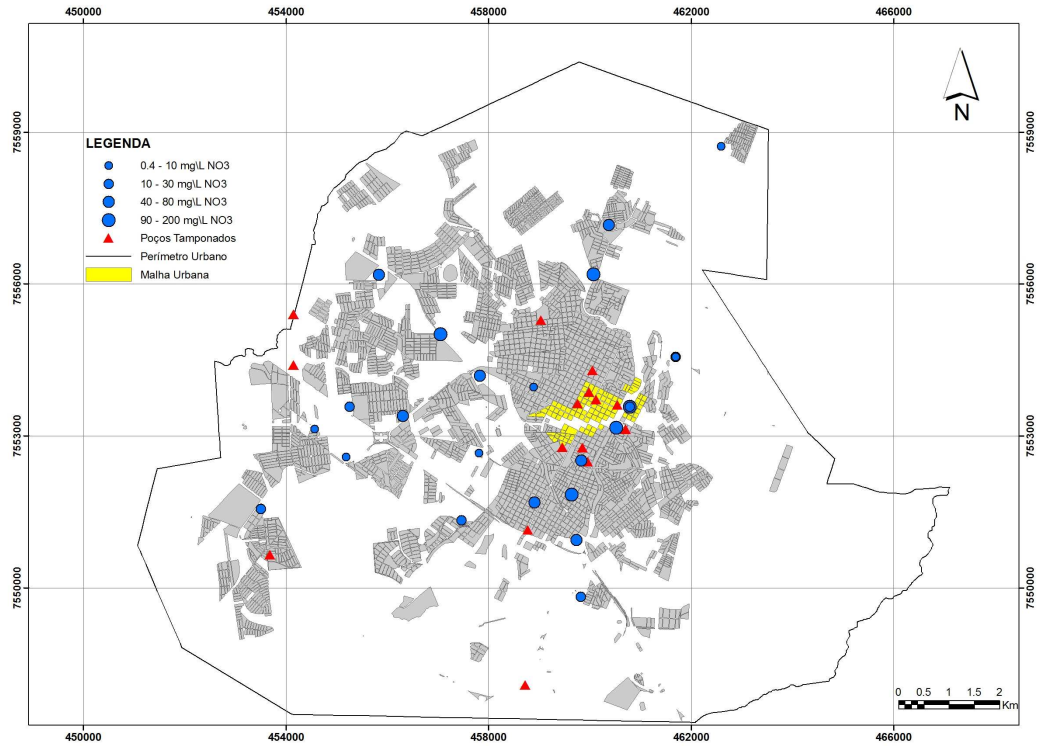 450000 454000 458000 462000 466000
N
7559000 7559000
LEGENDA
0.4 - 10 mg\L NO3
10 - 30 mg\L NO3
40 - 80 mg\L NO3
90 - 200 mg\L NO3
Poços Tamponados
Perímetro Urbano
Malha Urbana
7556000 7556000
7553000 7553000
7550000 7550000
0 0.5 1 1.5 2
Km
450000 454000 458000 462000 466000